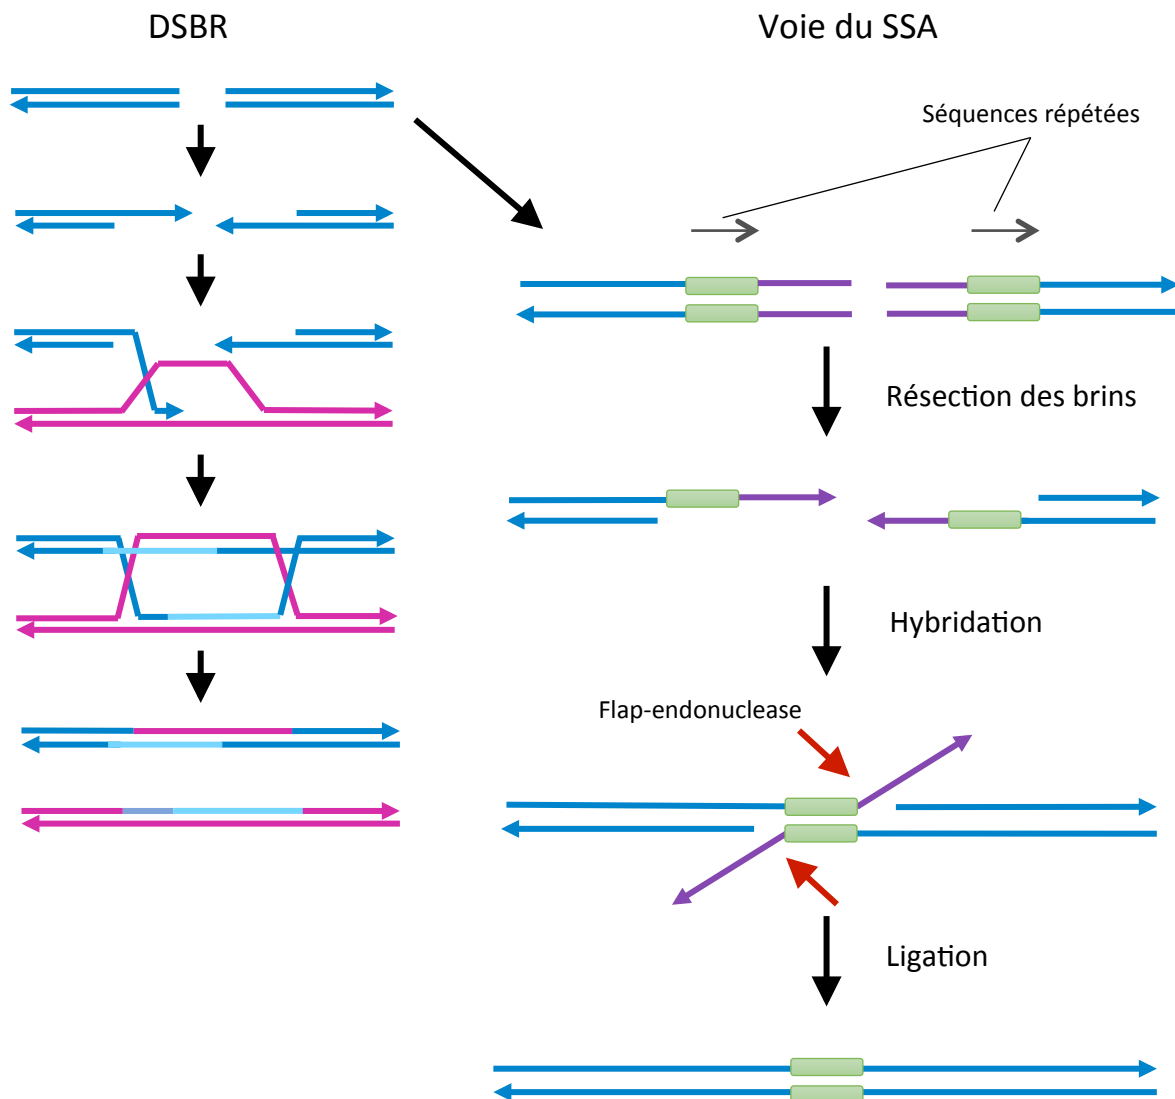 DSBR
Voie du SSA
Séquences répétées
Résection des brins
Hybridation
Flap-endonuclease
Ligation